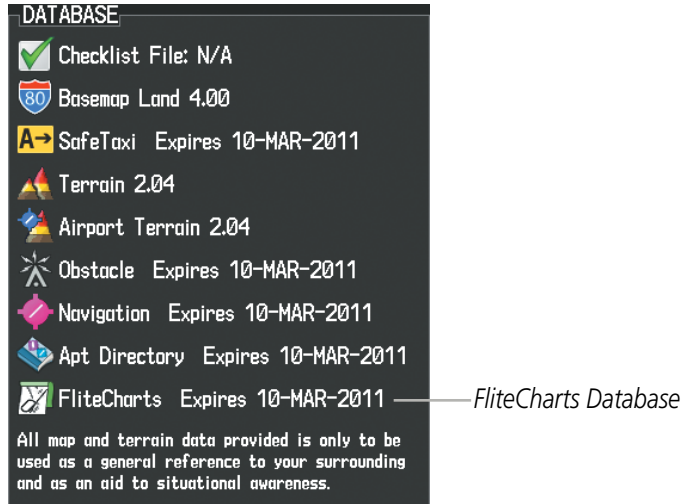 DATABASE
Checklist File: N/A
80 Basemap Land 4.00
A→ SafeTaxi Expires 10-MAR-2011
Terrain 2.04
Airport Terrain 2.04
Obstacle Expires 10-MAR-2011
Navigation Expires 10-MAR-2011
Apt Directory Expires 10-MAR-2011
FliteCharts Expires 10-MAR-2011
FliteCharts Database
All map and terrain data provided is only to be
used as a general reference to your surrounding
and as an aid to situational awareness.